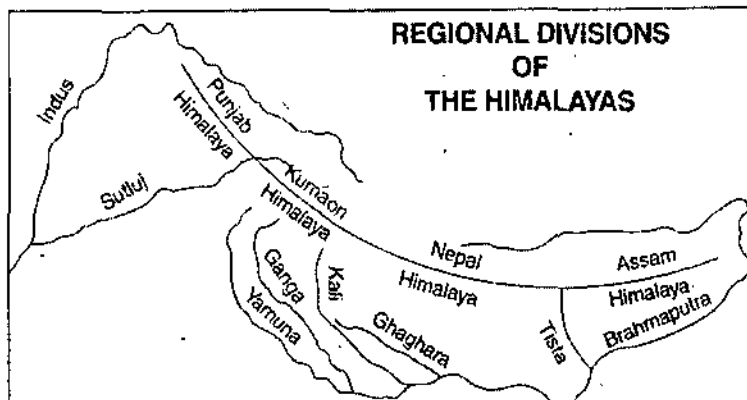 REGIONAL DIVISIONS
OF
THE HIMALAYAS
Indus
Punjab
Himalaya
Sutluj
Kumaon
Himalaya
Nepal
Himalaya
Assam
Himalaya
Brahmaputra
Ganga
Yamuna
Kali
Ghaghara
Tista